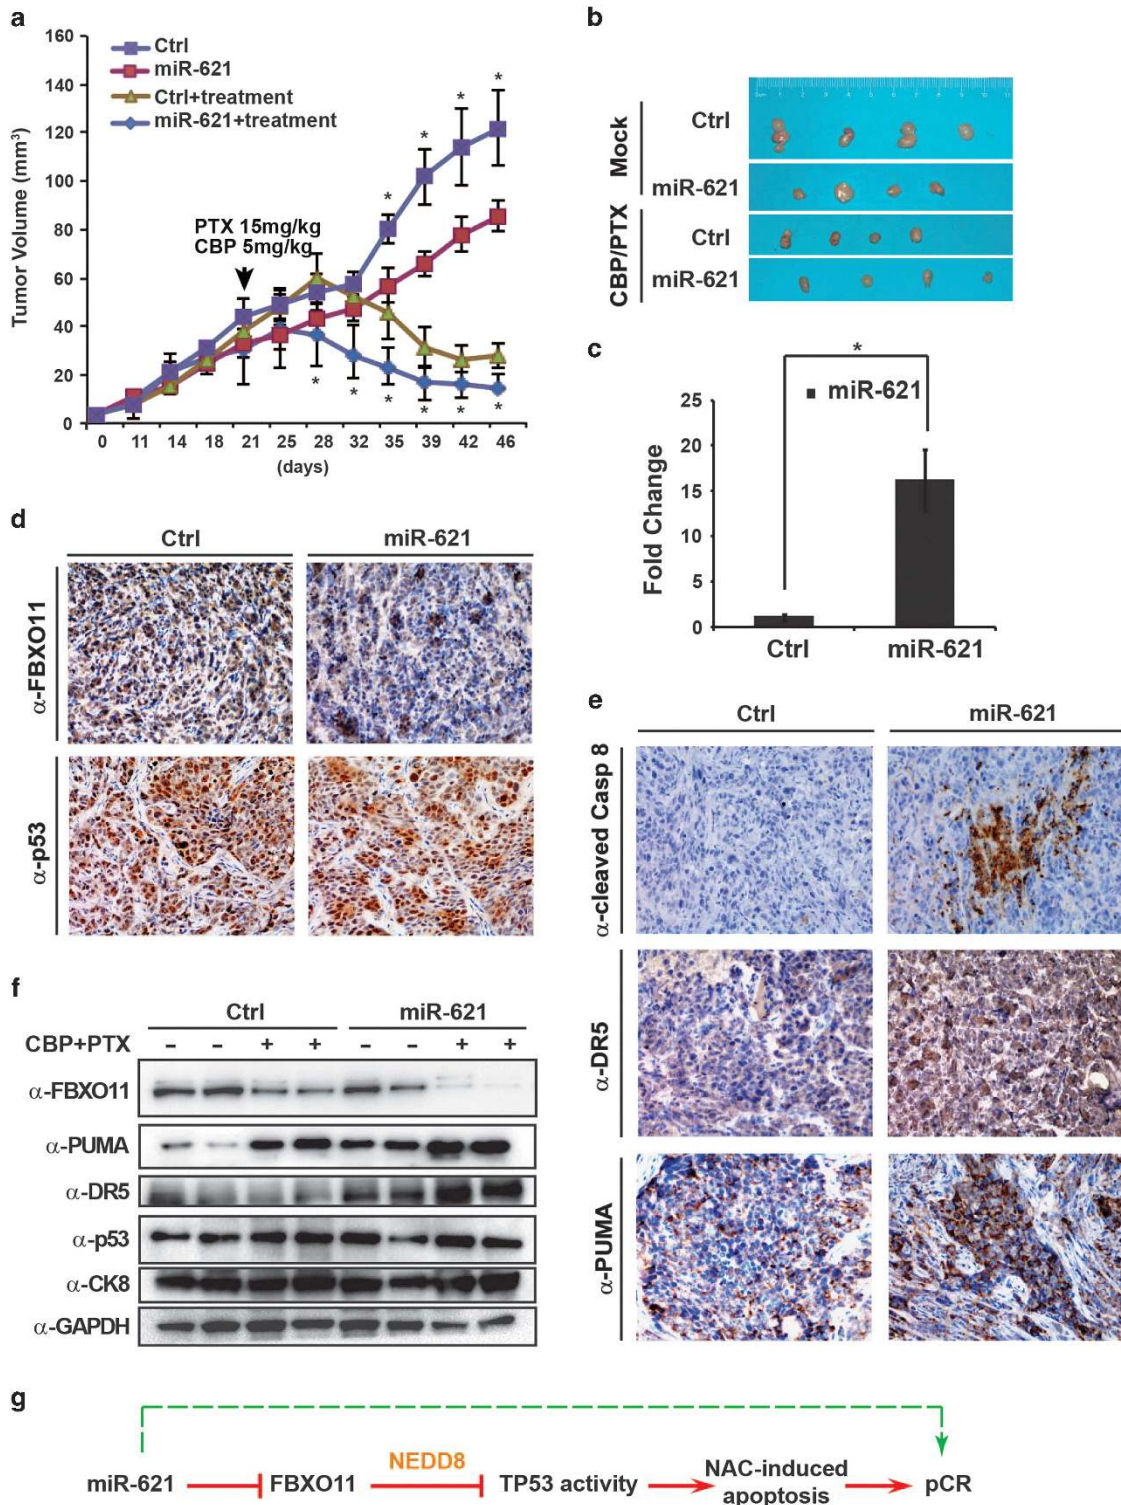 a
Tumor Volume (mm³)
160
140
120
100
80
60
40
20
0
Ctrl
miR-621
Ctrl+treatment
miR-621+treatment
PTX 15mg/kg
CBP 5mg/kg
*
*
*
*
*
*
*
*
*
*
0 11 14 18 21 25 28 32 35 39 42 46
(days)
b
Mock
Ctrl
miR-621
CBP/PTX
Ctrl
miR-621
c
*
miR-621
Fold Change
25
20
15
10
5
0
Ctrl miR-621
d
Ctrl miR-621
α-FBXO11
α-p53
e
Ctrl miR-621
α-cleaved Casp 8
α-DR5
α-PUMA
f
Ctrl miR-621
CBP+PTX – – + + – – + +
α-FBXO11
α-PUMA
α-DR5
α-p53
α-CK8
α-GAPDH
g
NEDD8
miR-621 FBXO11 TP53 activity NAC-induced apoptosis pCR